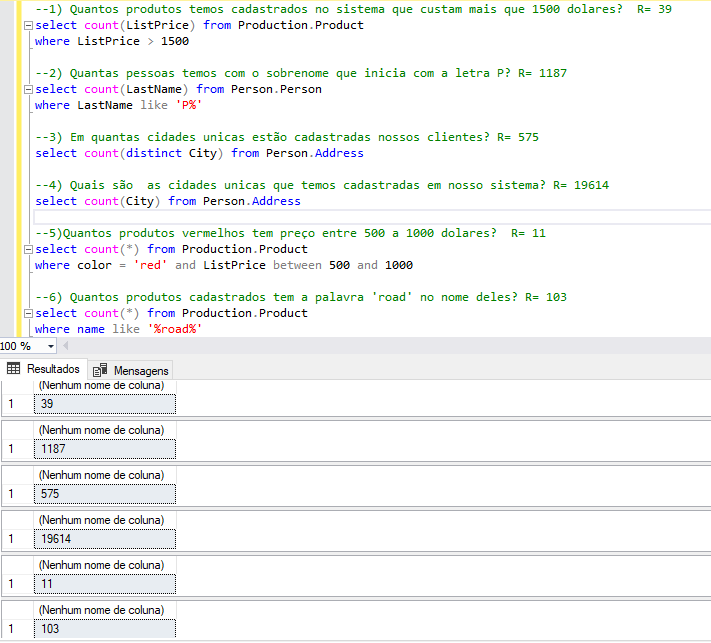 --1) Quantos produtos temos cadastrados no sistema que custam mais que 1500 dolares?  R= 39
select count(ListPrice) from Production.Product
where ListPrice > 1500
--2) Quantas pessoas temos com o sobrenome que inicia com a letra P? R= 1187
select count(LastName) from Person.Person
where LastName like 'P%'
--3) Em quantas cidades unicas estão cadastradas nossos clientes? R= 575
select count(distinct City) from Person.Address
--4) Quais são  as cidades unicas que temos cadastradas em nosso sistema? R= 19614
select count(City) from Person.Address
--5)Quantos produtos vermelhos tem preço entre 500 a 1000 dolares?  R= 11
select count(*) from Production.Product
where color = 'red' and ListPrice between 500 and 1000
--6) Quantos produtos cadastrados tem a palavra 'road' no nome deles? R= 103
select count(*) from Production.Product
where name like '%road%'
100 %
Resultados Mensagens
(Nenhum nome de coluna)
1 39
(Nenhum nome de coluna)
1 1187
(Nenhum nome de coluna)
1 575
(Nenhum nome de coluna)
1 19614
(Nenhum nome de coluna)
1 11
(Nenhum nome de coluna)
1 103